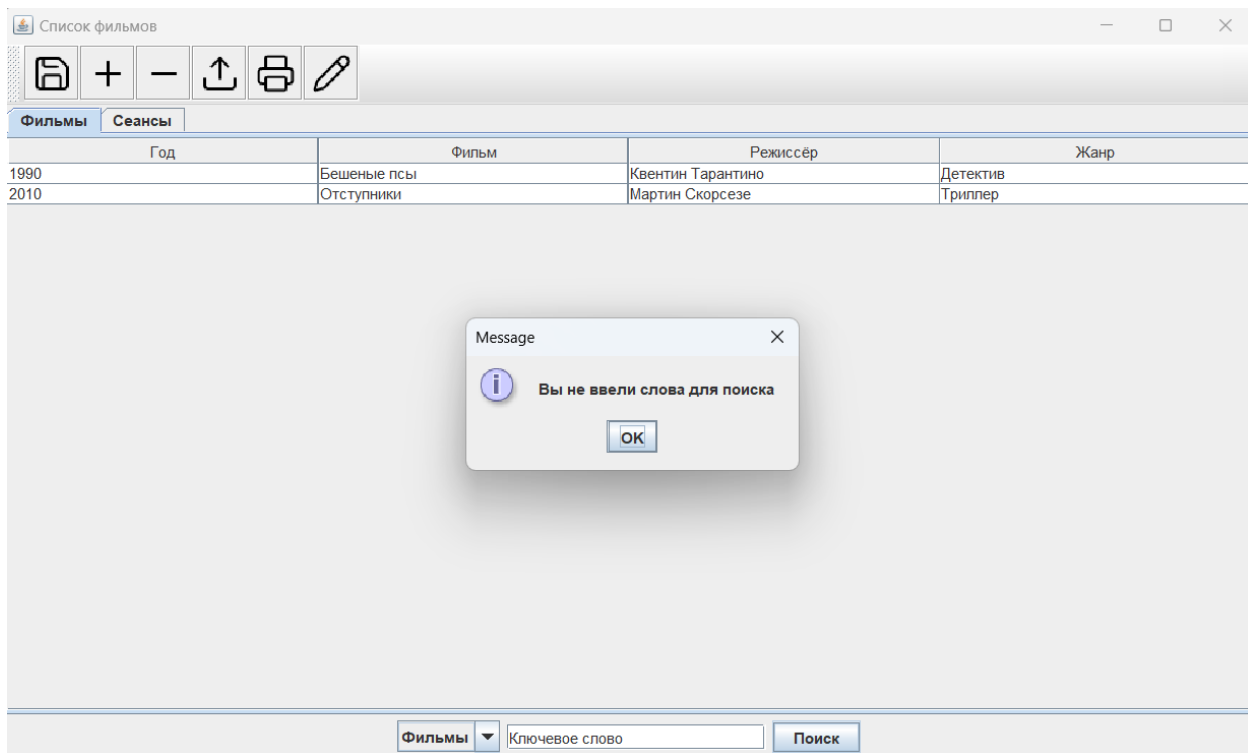 Список фильмов
Фильмы Сеансы
Год Фильм Режиссёр Жанр
1990 Бешеные псы Квентин Тарантино Детектив
2010 Отступники Мартин Скорсезе Триллер
Message
Вы не ввели слова для поиска
OK
Фильмы Ключевое слово Поиск